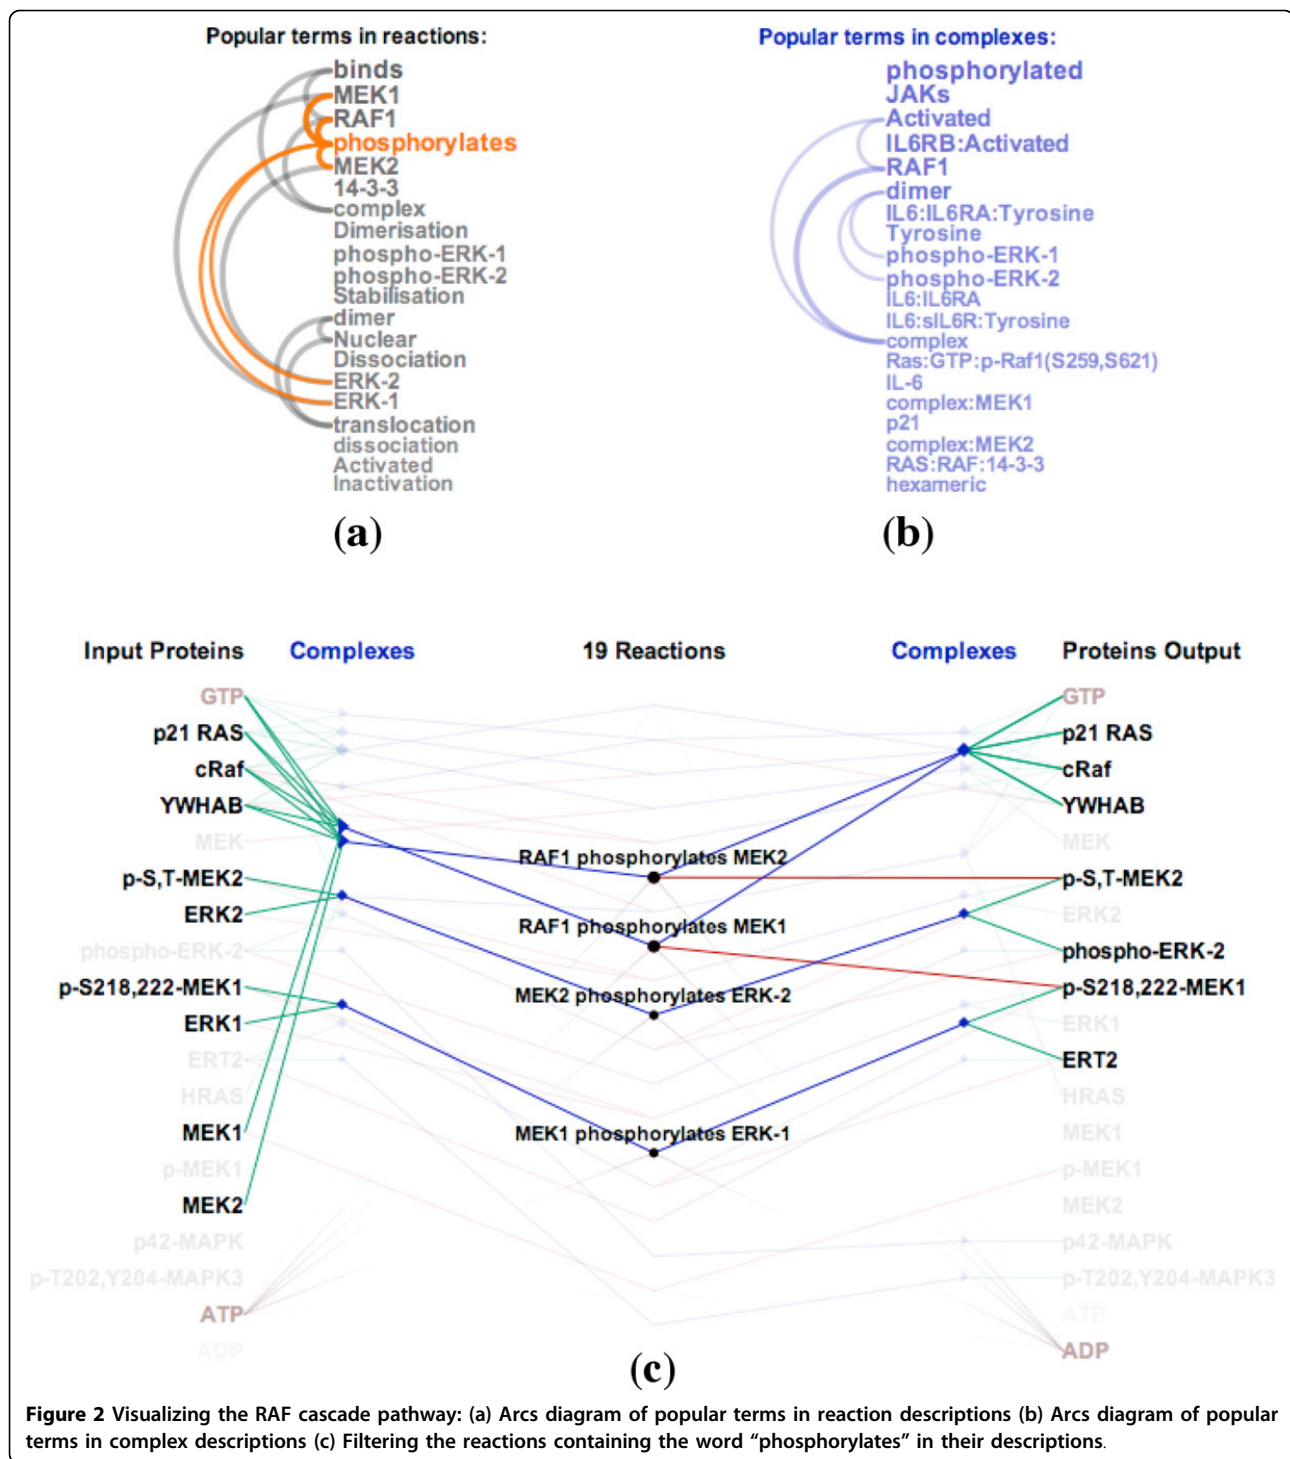 Popular terms in reactions:
binds
MEK1
RAF1
phosphorylates
MEK2
14-3-3
complex
Dimerisation
phospho-ERK-1
phospho-ERK-2
Stabilisation
dimer
Nuclear
Dissociation
ERK-2
ERK-1
translocation
dissociation
Activated
Inactivation
(a)
Popular terms in complexes:
phosphorylated
JAKs
Activated
IL6RB:Activated
RAF1
dimer
IL6:IL6RA:Tyrosine
Tyrosine
phospho-ERK-1
phospho-ERK-2
IL6:IL6RA
IL6:sIL6R:Tyrosine
complex
Ras:GTP:p-Raf1(S259,S621)
IL-6
complex:MEK1
p21
complex:MEK2
RAS:RAF:14-3-3
hexameric
(b)
Input Proteins
GTP
p21 RAS
cRaf
YWHAB
MEK
p-S,T-MEK2
ERK2
phospho-ERK-2
p-S218,222-MEK1
ERK1
ERT2
HRAS
MEK1
p-MEK1
MEK2
p42-MAPK
p-T202,Y204-MAPK3
ATP
ADP
Complexes
19 Reactions
RAF1 phosphorylates MEK2
RAF1 phosphorylates MEK1
MEK2 phosphorylates ERK-2
MEK1 phosphorylates ERK-1
Complexes
Proteins Output
GTP
p21 RAS
cRaf
YWHAB
MEK
p-S,T-MEK2
ERK2
phospho-ERK-2
p-S218,222-MEK1
ERK1
ERT2
HRAS
MEK1
p-MEK1
MEK2
p42-MAPK
p-T202,Y204-MAPK3
ATP
ADP
(c)
Figure 2 Visualizing the RAF cascade pathway: (a) Arcs diagram of popular terms in reaction descriptions (b) Arcs diagram of popular
terms in complex descriptions (c) Filtering the reactions containing the word “phosphorylates” in their descriptions.